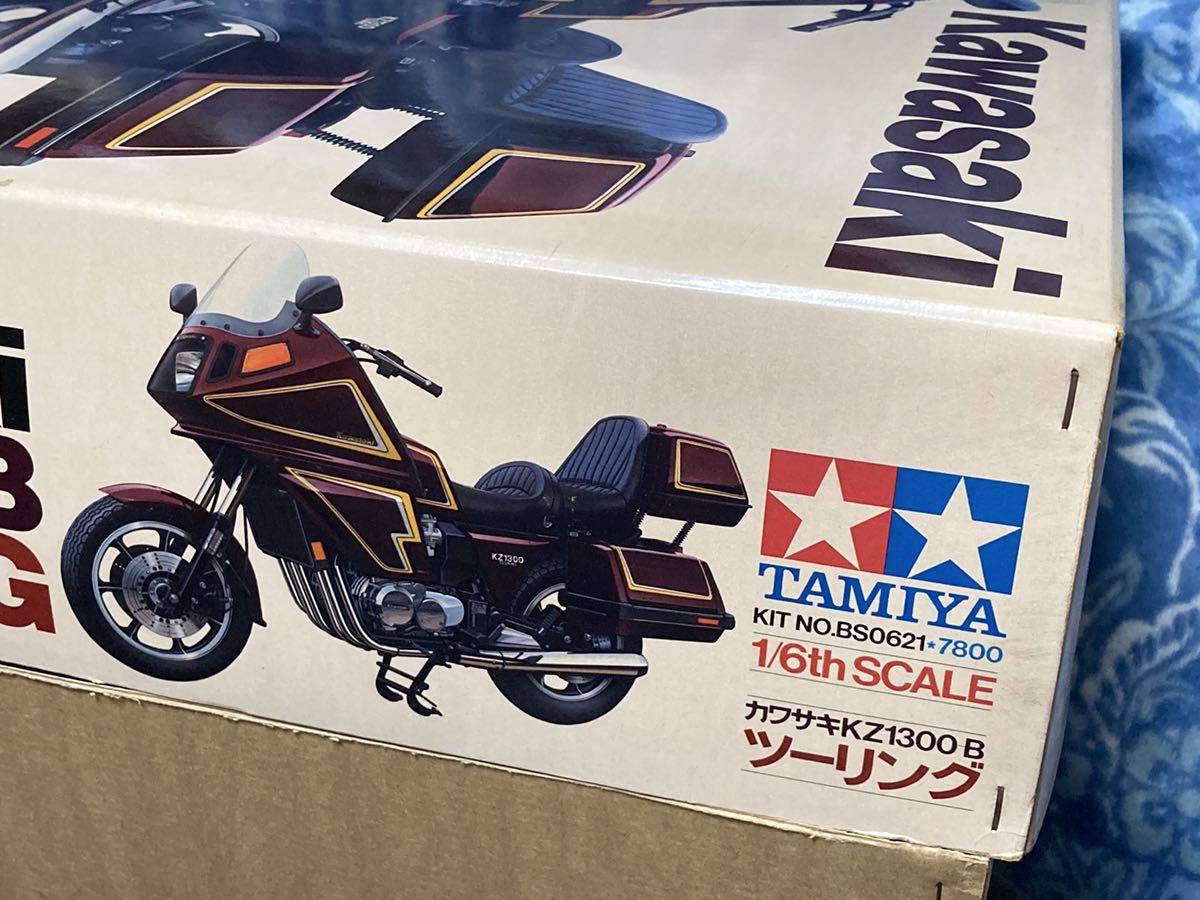 Kawasaki
i
B
G
Kawasaki
KZ1300
TAMIYA
KIT NO.BS0621★7800
1/6th SCALE
カワサキKZ1300-B
ツーリング